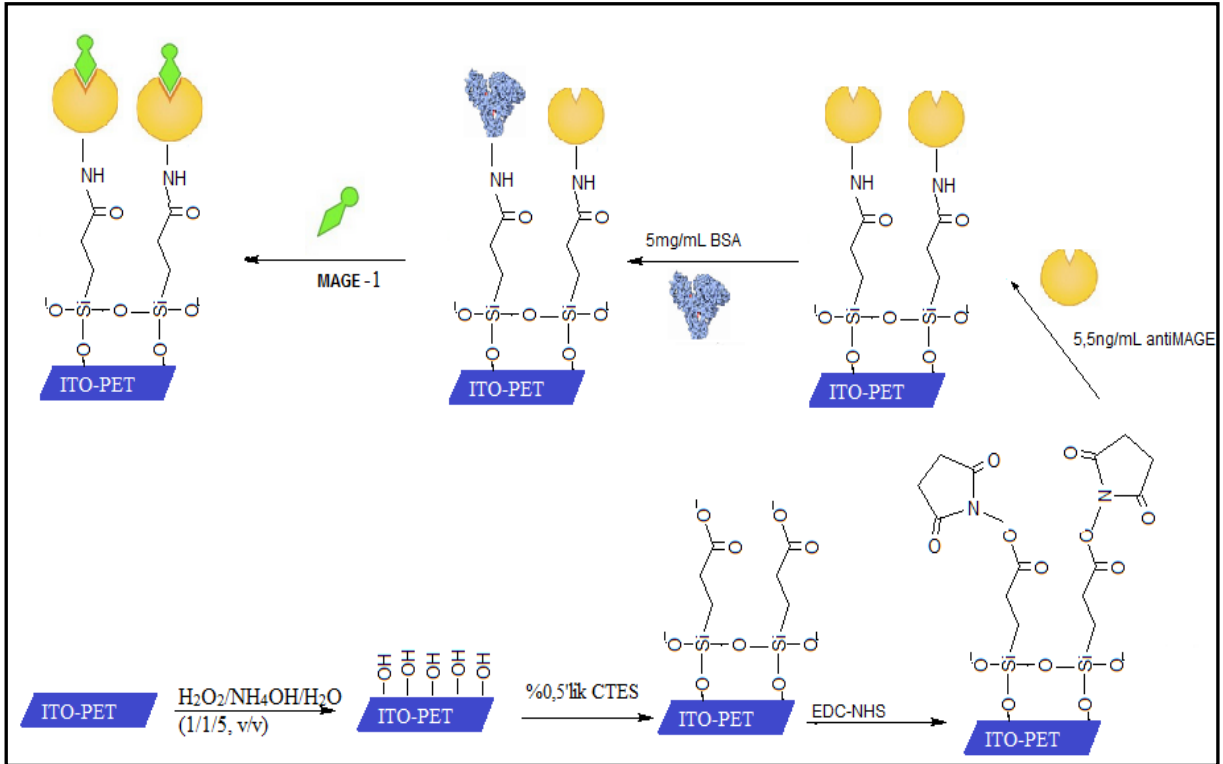 NH NH NH NH NH NH
O O O O O O
5mg/mL BSA
MAGE -1
O Si O Si O O Si O Si O O Si O Si O
5,5ng/mL antiMAGE
O O O O O O
ITO-PET ITO-PET ITO-PET
O O N O
O N O
O⁻ O⁻
O O
O O
O O
O Si O Si O
O Si O Si O
OH OH OH OH OH
O O
O O
H₂O₂/NH₄OH/H₂O
(1/1/5, v/v)
%0,5'lik CTES
EDC-NHS
ITO-PET ITO-PET ITO-PET ITO-PET